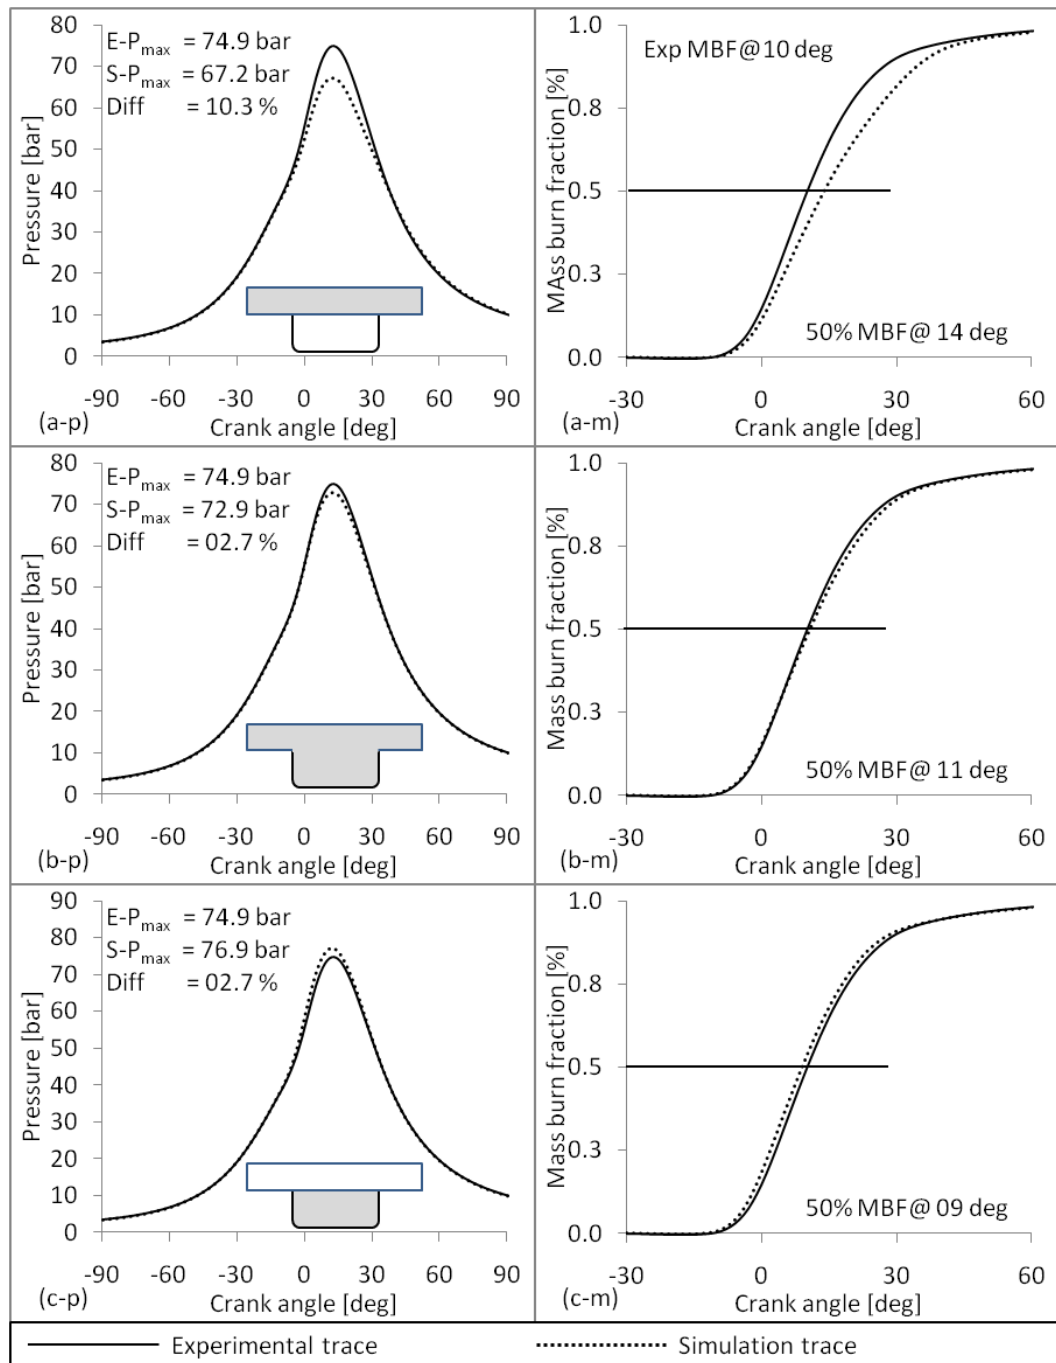 80
70
60
50
40
30
20
10
0
Pressure [bar]
E-Pmax = 74.9 bar
S-Pmax = 67.2 bar
Diff = 10.3 %
-90 -60 -30 0 30 60 90
(a-p) Crank angle [deg]
1.0
0.8
0.5
0.3
0.0
MAss burn fraction [%]
Exp MBF@10 deg
50% MBF@ 14 deg
-30 0 30 60
(a-m) Crank angle [deg]
80
70
60
50
40
30
20
10
0
Pressure [bar]
E-Pmax = 74.9 bar
S-Pmax = 72.9 bar
Diff = 02.7 %
-90 -60 -30 0 30 60 90
(b-p) Crank angle [deg]
1.0
0.8
0.5
0.3
0.0
Mass burn fraction [%]
50% MBF@ 11 deg
-30 0 30 60
(b-m) Crank angle [deg]
90
80
70
60
50
40
30
20
10
0
Pressure [bar]
E-Pmax = 74.9 bar
S-Pmax = 76.9 bar
Diff = 02.7 %
-90 -60 -30 0 30 60 90
(c-p) Crank angle [deg]
1.0
0.8
0.5
0.3
0.0
Mass burn fraction [%]
50% MBF@ 09 deg
-30 0 30 60
(c-m) Crank angle [deg]
Experimental trace
Simulation trace